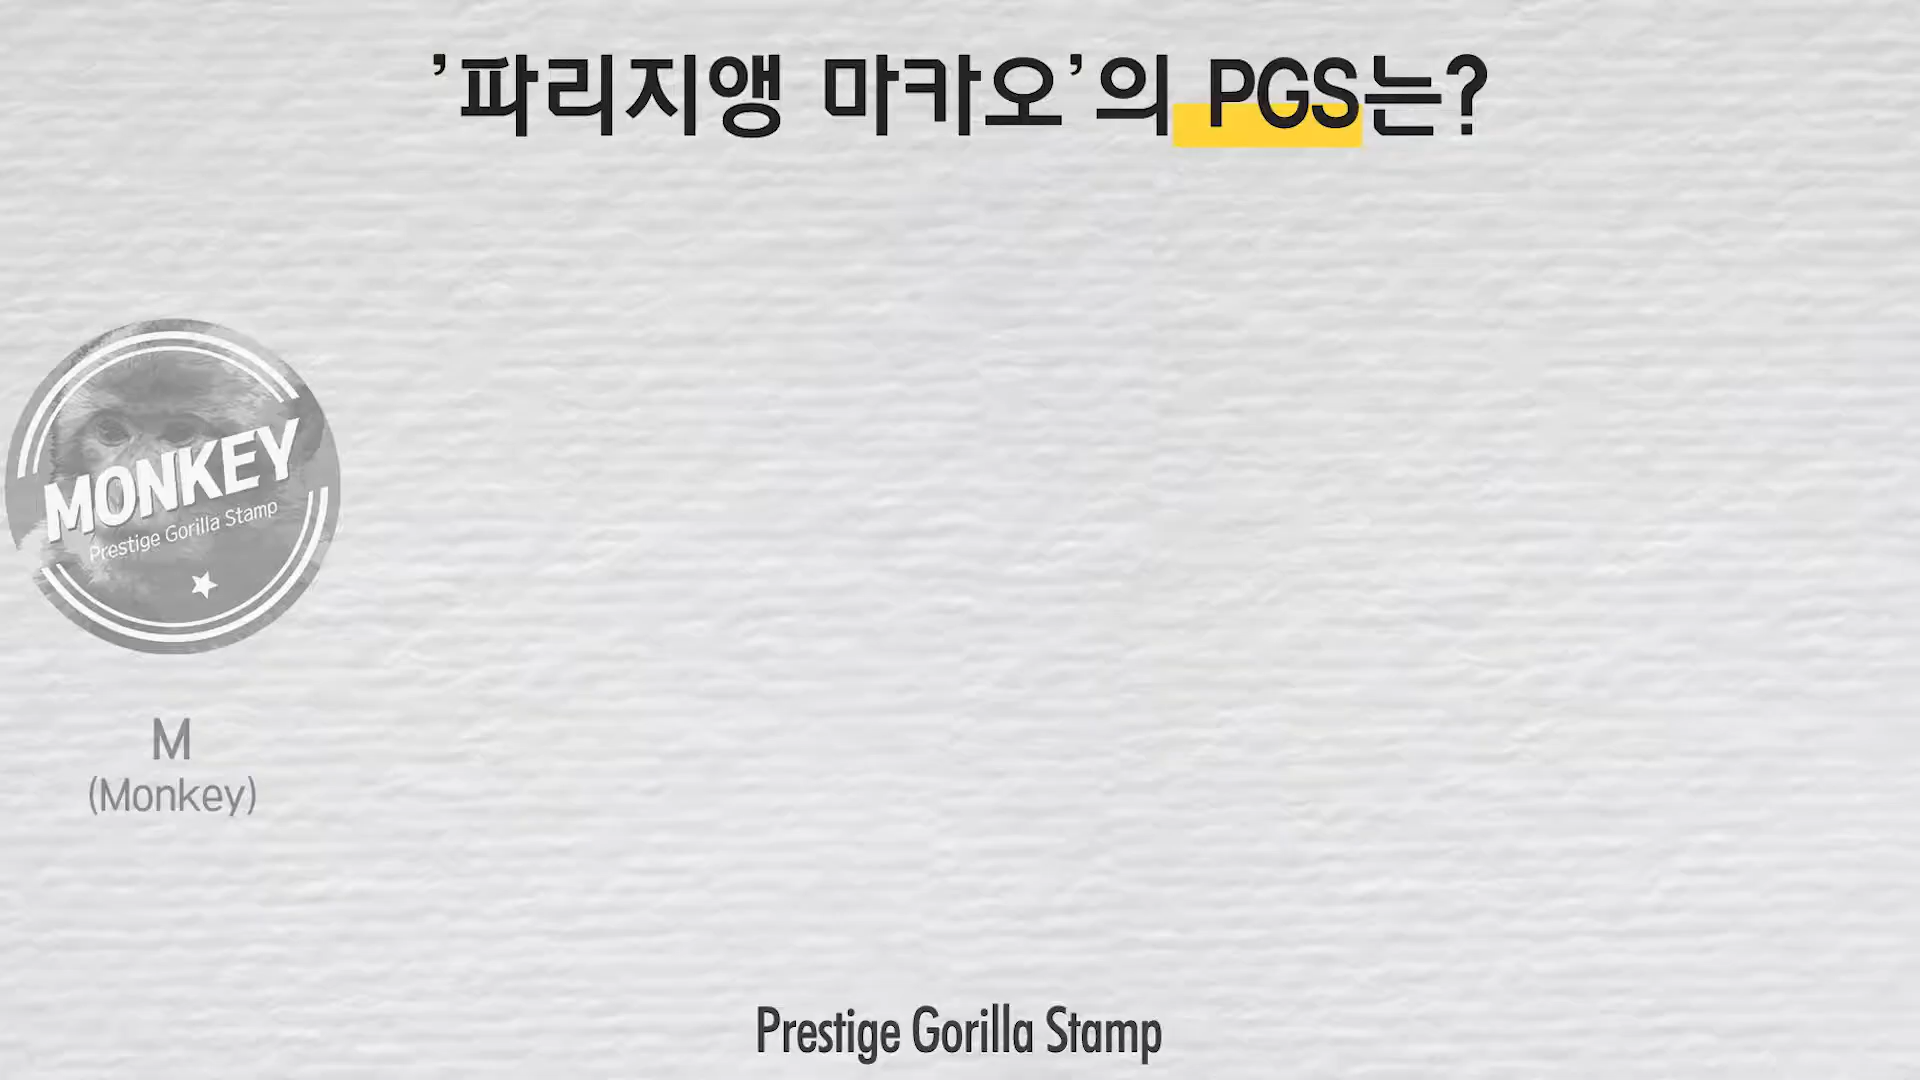 ’파리지앵 마카오’의 PGS는?
MONKEY
Prestige Gorilla Stamp
M
(Monkey)
Prestige Gorilla Stamp